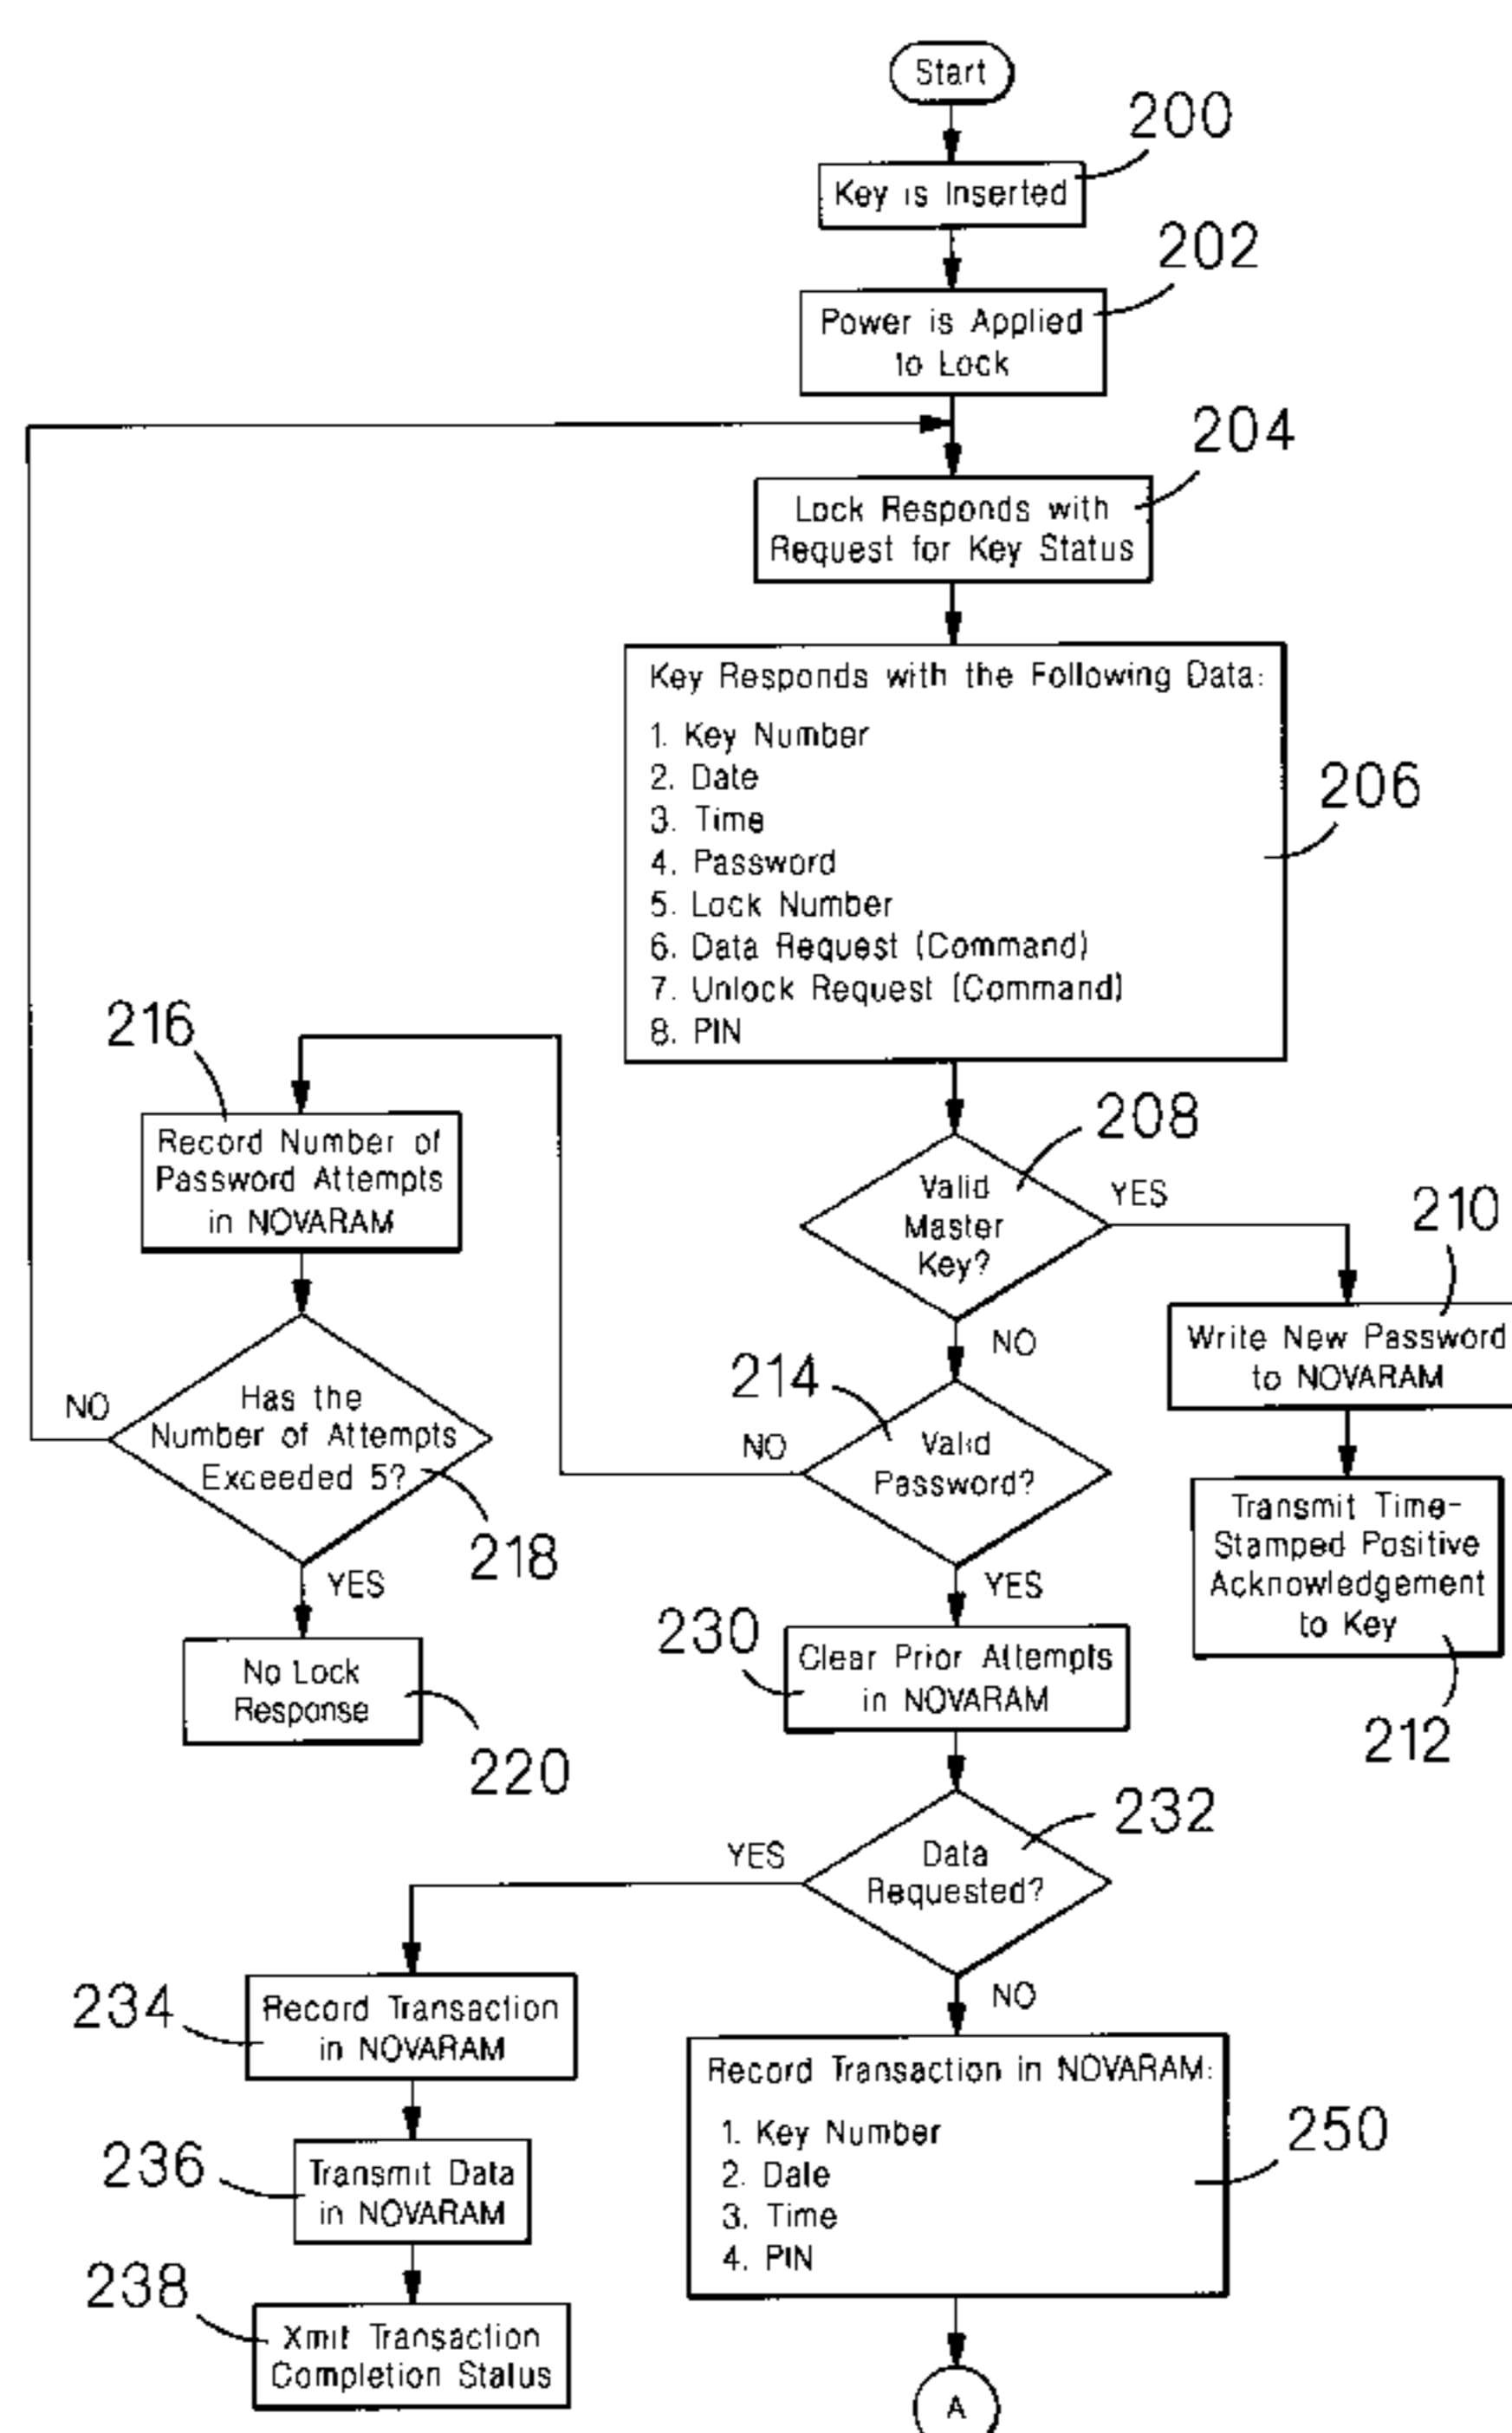 Start
200
Key is Inserted
202
Power is Applied
to Lock
204
Lock Responds with
Request for Key Status
Key Responds with the Following Data:
1. Key Number
2. Date
3. Time
4. Password
5. Lock Number
6. Data Request (Command)
7. Unlock Request (Command)
8. PIN
206
216
Record Number of
Password Attempts
in NOVARAM
208
Valid
Master
Key?
YES
210
NO
Write New Password
to NOVARAM
214
Has the
Number of Attempts
Exceeded 5?
NO
218
Valid
Password?
NO
Transmit Time-
Stamped Positive
Acknowledgement
to Key
212
YES
YES
No Lock
Response
220
230
Clear Prior Attempts
in NOVARAM
232
Data
Requested?
YES
NO
234
Record Transaction
in NOVARAM
Record Transaction in NOVARAM:
1. Key Number
2. Date
3. Time
4. PIN
250
236
Transmit Data
in NOVARAM
238
Xmit Transaction
Completion Status
A